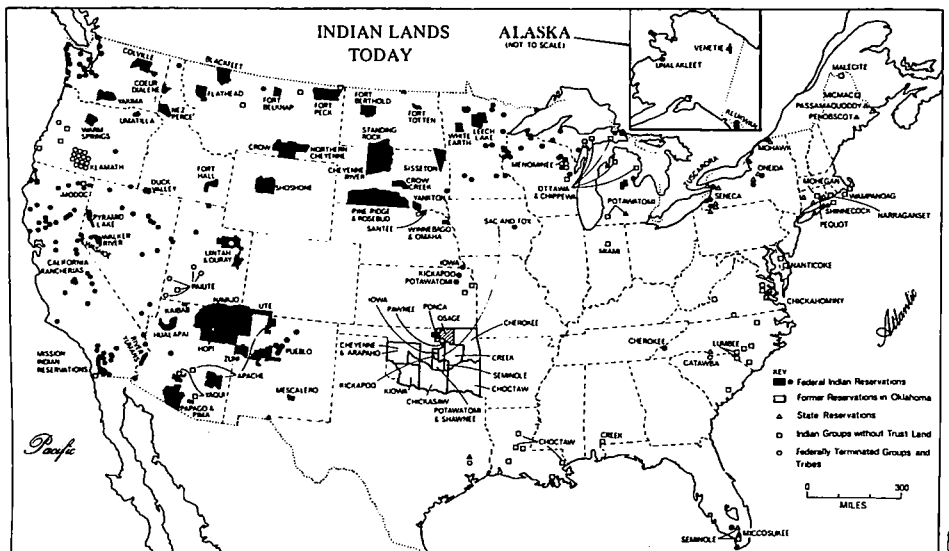 INDIAN LANDS
TODAY
ALASKA
(NOT TO SCALE)
VENETIE
UNALAKLEET
MALECITE
MICMAC
PASSAMAQUODDY
PENOBSCOT
COLVILLE
COEUR
D'ALENE
BLACKFEET
FLATHEAD
YAKIMA
NEZ
PERCE
UMATILLA
WARM
SPRINGS
KLAMATH
MODOC
FORT
BELKNAP
FORT
PECK
FORT
BERTHOLD
FORT
TOTTEN
WHITE
EARTH
LEECH
LAKE
STANDING
ROCK
CROW
NORTHERN
CHEYENNE
CHEYENNE
RIVER
SISSETON
CROW
CREEK
YANKTON
PINE RIDGE
& ROSEBUD
SANTEE
WINNEBAGO
& OMAHA
SHOSHONE
FORT
HALL
DUCK
VALLEY
PYRAMID
LAKE
WALKER
RIVER
CALIFORNIA
RANCHERIAS
UINTAH
& OURAY
PAIUTE
KAIBAB
NAVAJO
UTE
HUALAPAI
HOPI
ZUNI
PUEBLO
APACHE
YAQUI
PAPAGO &
PIMA
MESCALERO
MISSION
INDIAN
RESERVATIONS
RIVER
YUMANS
MENOMINEE
OTTAWA
& CHIPPEWA
POTAWATOMI
SAC AND FOX
MIAMI
TUSCARORA
SENECA
ONEIDA
MOHAWK
MOHEGAN
WAMPANOAG
NARRAGANSET
SHINNECOCK
PEQUOT
NANTICOKE
CHICKAHOMINY
IOWA
KICKAPOO
POTAWATOMI
IOWA
PAWNEE
PONCA
OSAGE
CHEROKEE
CHEYENNE
& ARAPAHO
CREEK
SEMINOLE
CHOCTAW
KICKAPOO
KIOWA
CHICKASAW
POTAWATOMI
& SHAWNEE
CHEROKEE
LUMBEE
CATAWBA
CHOCTAW
CREEK
SEMINOLE
MICCOSUKEE
Pacific
Atlantic
KEY
Federal Indian Reservations
Former Reservations in Oklahoma
State Reservations
Indian Groups without Trust Land
Federally Terminated Groups and
Tribes
0 300
MILES